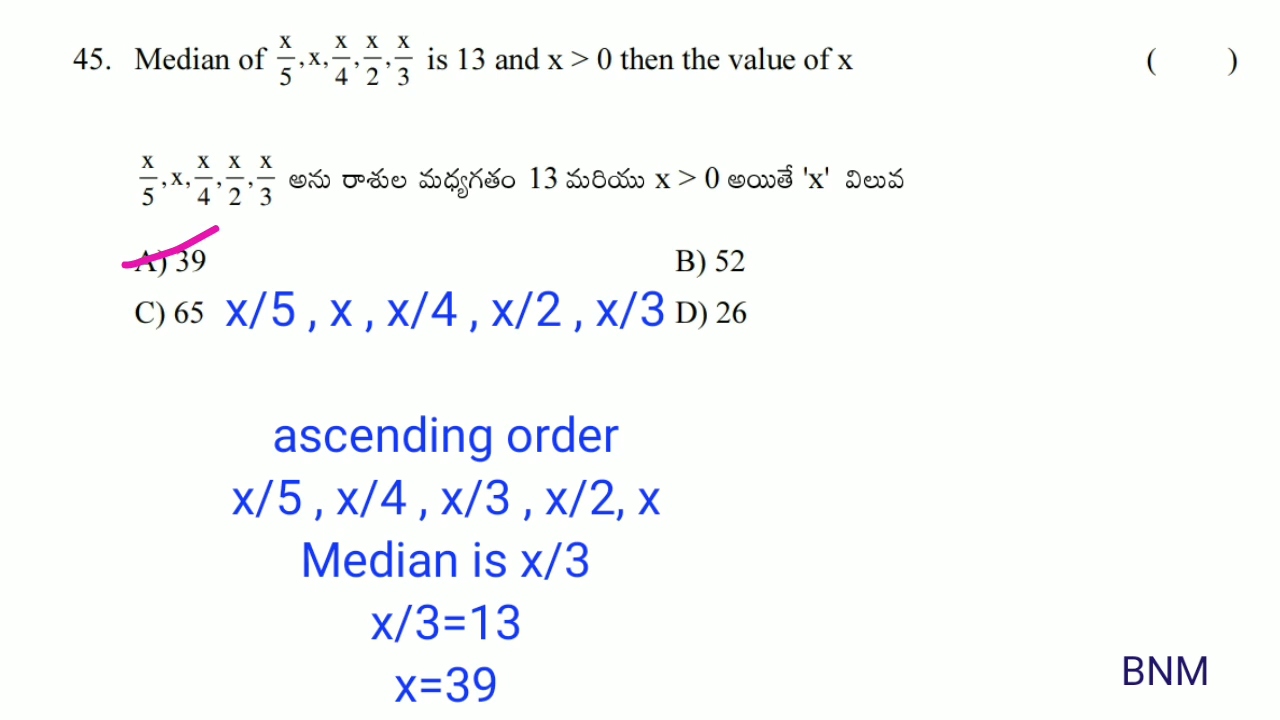 45. Median of x/5, x, x/4, x/2, x/3 is 13 and x > 0 then the value of x ( )
x/5, x, x/4, x/2, x/3 అను రాశుల మధ్యగతం 13 మరియు x > 0 అయితే 'x' విలువ
A) 39 B) 52
C) 65 x/5 , x , x/4 , x/2 , x/3 D) 26
ascending order
x/5 , x/4 , x/3 , x/2, x
Median is x/3
x/3=13
x=39
BNM